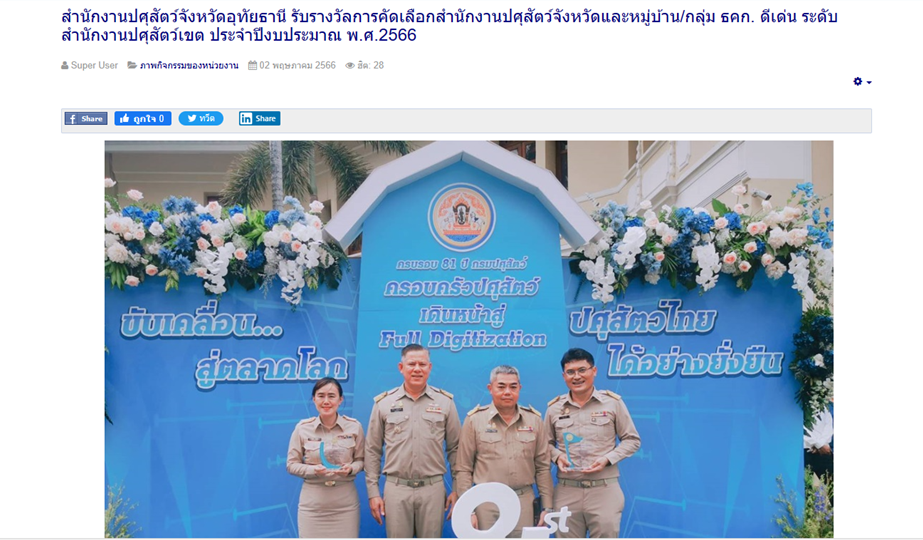 สำนักงานปศุสัตว์จังหวัดอุทัยธานี รับรางวัลการคัดเลือกสำนักงานปศุสัตว์จังหวัดและหมู่บ้าน/กลุ่ม ธคก. ดีเด่น ระดับ
สำนักงานปศุสัตว์เขต ประจำปีงบประมาณ พ.ศ.2566
Super User ภาพกิจกรรมของหน่วยงาน 02 พฤษภาคม 2566 ฮิต: 28
Share ถูกใจ 0 ทวีต Share
ครบรอบ 81 ปี กรมปศุสัตว์
ครอบครัวปศุสัตว์
เดินหน้าสู่
Full Digitization
ขับเคลื่อน...
สู่ตลาดโลก
ปศุสัตว์ไทย
ได้อย่างยั่งยืน
st